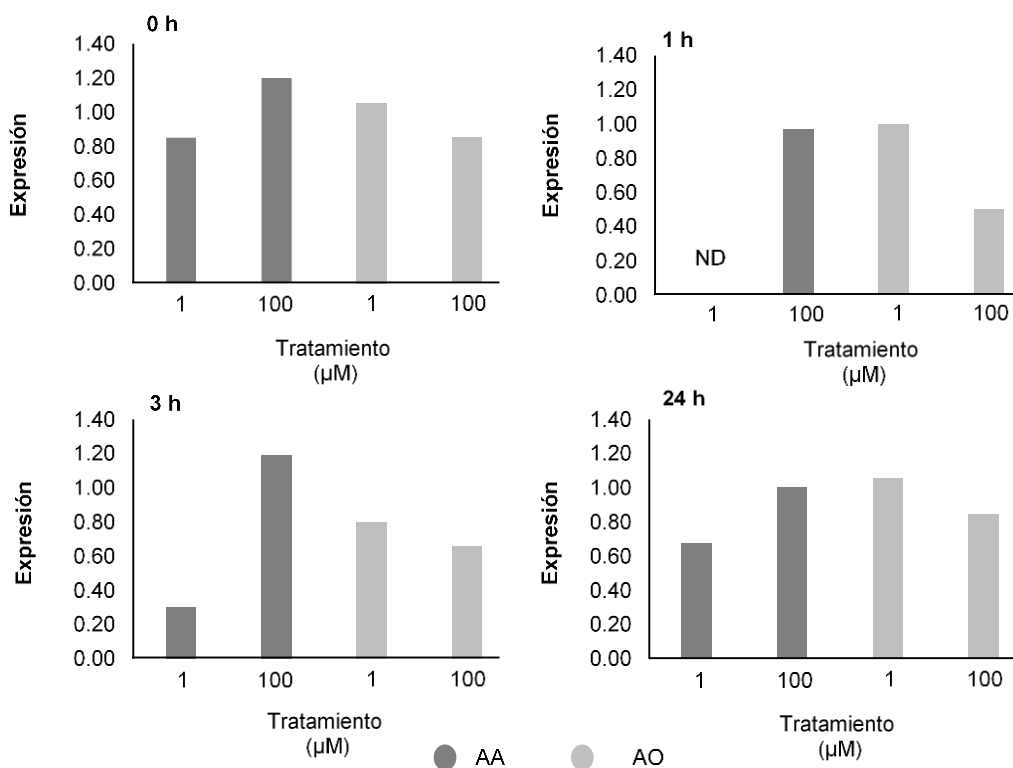 0 h
Expresión
1.40
1.20
1.00
0.80
0.60
0.40
0.20
0.00
1 100 1 100
Tratamiento
(µM)
1 h
Expresión
1.40
1.20
1.00
0.80
0.60
0.40
0.20
0.00
ND
1 100 1 100
Tratamiento
(µM)
3 h
Expresión
1.40
1.20
1.00
0.80
0.60
0.40
0.20
0.00
1 100 1 100
Tratamiento
(µM)
24 h
Expresión
1.40
1.20
1.00
0.80
0.60
0.40
0.20
0.00
1 100 1 100
Tratamiento
(µM)
AA AO